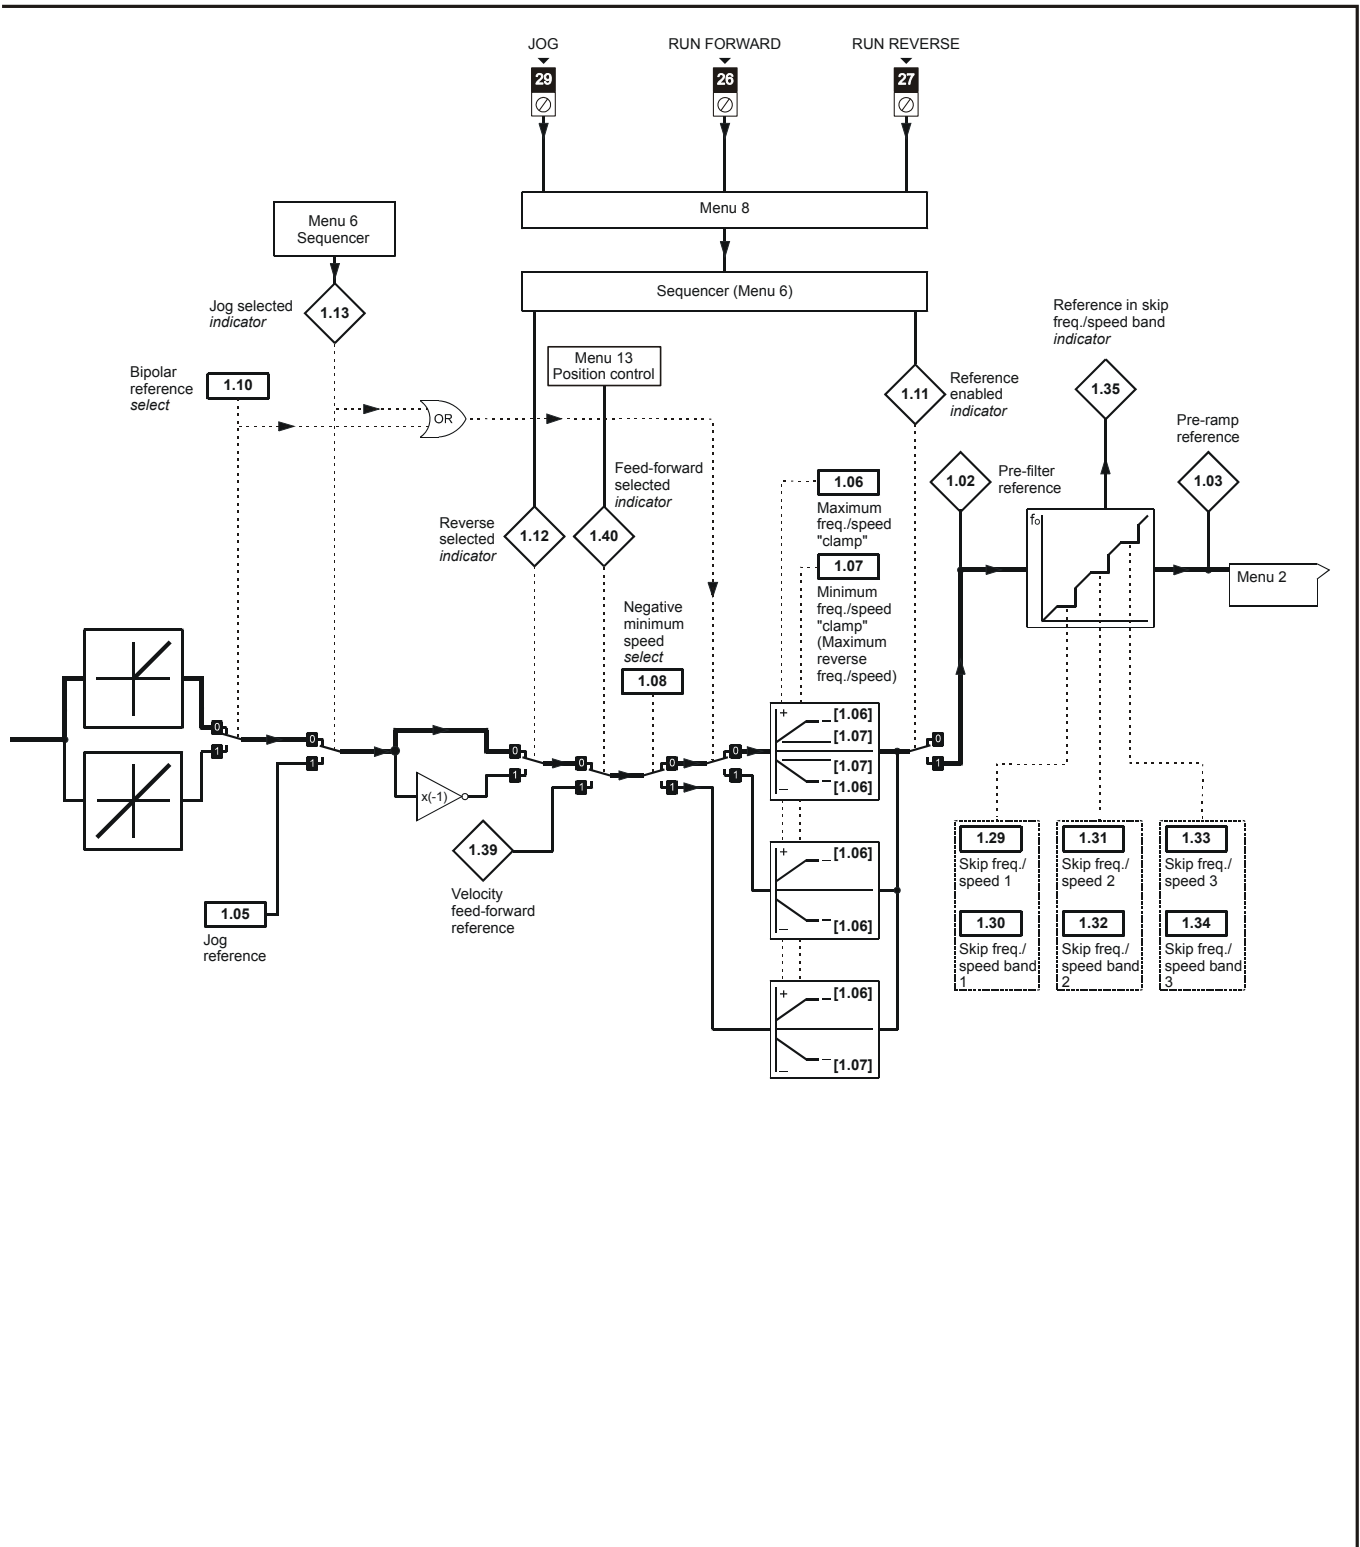 JOG
RUN FORWARD
RUN REVERSE
29
26
27
Menu 8
Menu 6
Sequencer
Sequencer (Menu 6)
Jog selected
indicator
1.13
Reference in skip
freq./speed band
indicator
1.35
Menu 13
Position control
Bipolar
reference
select
1.10
1.11
Reference
enabled
indicator
OR
Pre-ramp
reference
1.03
1.02
Pre-filter
reference
Feed-forward
selected
indicator
1.40
Reverse
selected
indicator
1.12
1.06
Maximum
freq./speed
"clamp"
1.07
Minimum
freq./speed
"clamp"
(Maximum
reverse
freq./speed)
fo
Menu 2
Negative
minimum
speed
select
1.08
+
[1.06]
[1.07]
[1.07]
[1.06]
_
0
1
0
1
0
1
0
1
0
1
0
1
0
1
x(-1)
1.39
Velocity
feed-forward
reference
1.05
Jog
reference
+
[1.06]
[1.06]
_
+
[1.06]
[1.07]
_
1.29
Skip freq./
speed 1
1.30
Skip freq./
speed band
1
1.31
Skip freq./
speed 2
1.32
Skip freq./
speed band
2
1.33
Skip freq./
speed 3
1.34
Skip freq./
speed band
3